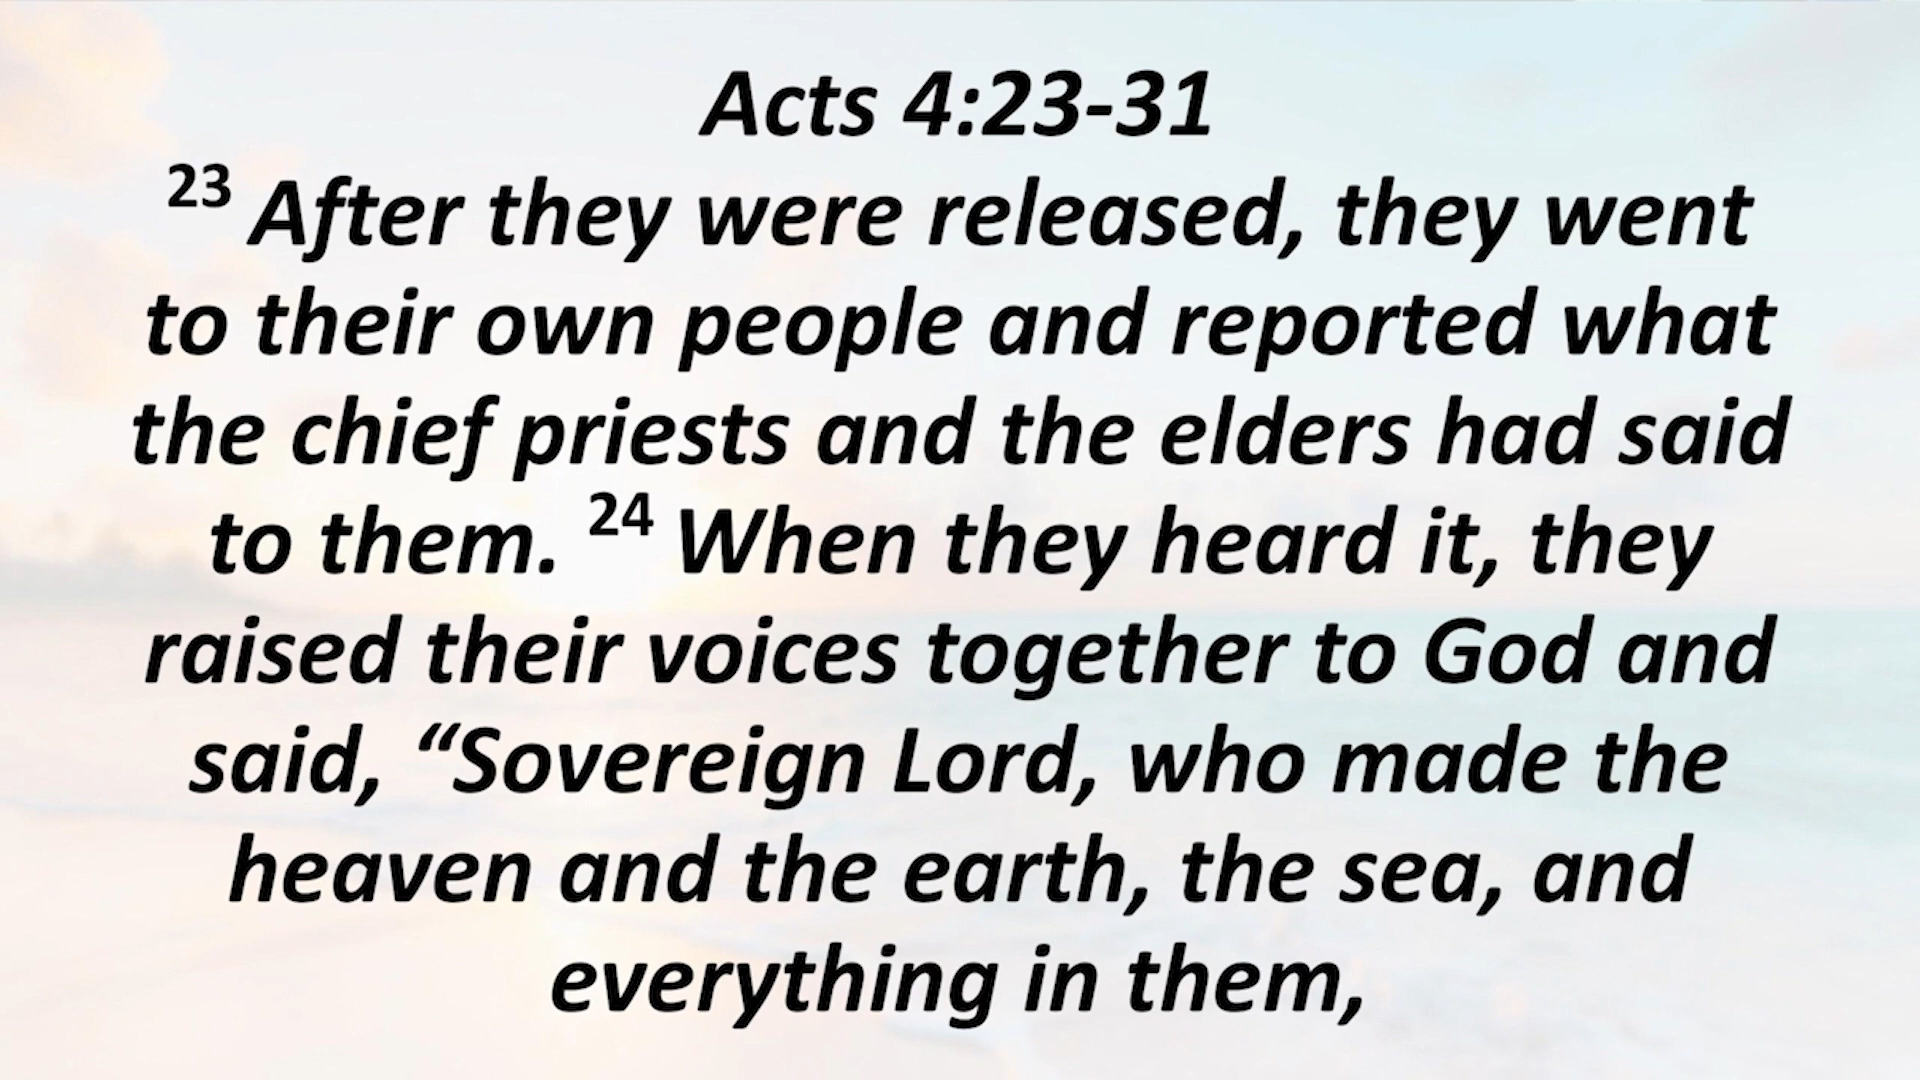 Acts 4:23-31
23 After they were released, they went
to their own people and reported what
the chief priests and the elders had said
to them. 24 When they heard it, they
raised their voices together to God and
said, “Sovereign Lord, who made the
heaven and the earth, the sea, and
everything in them,